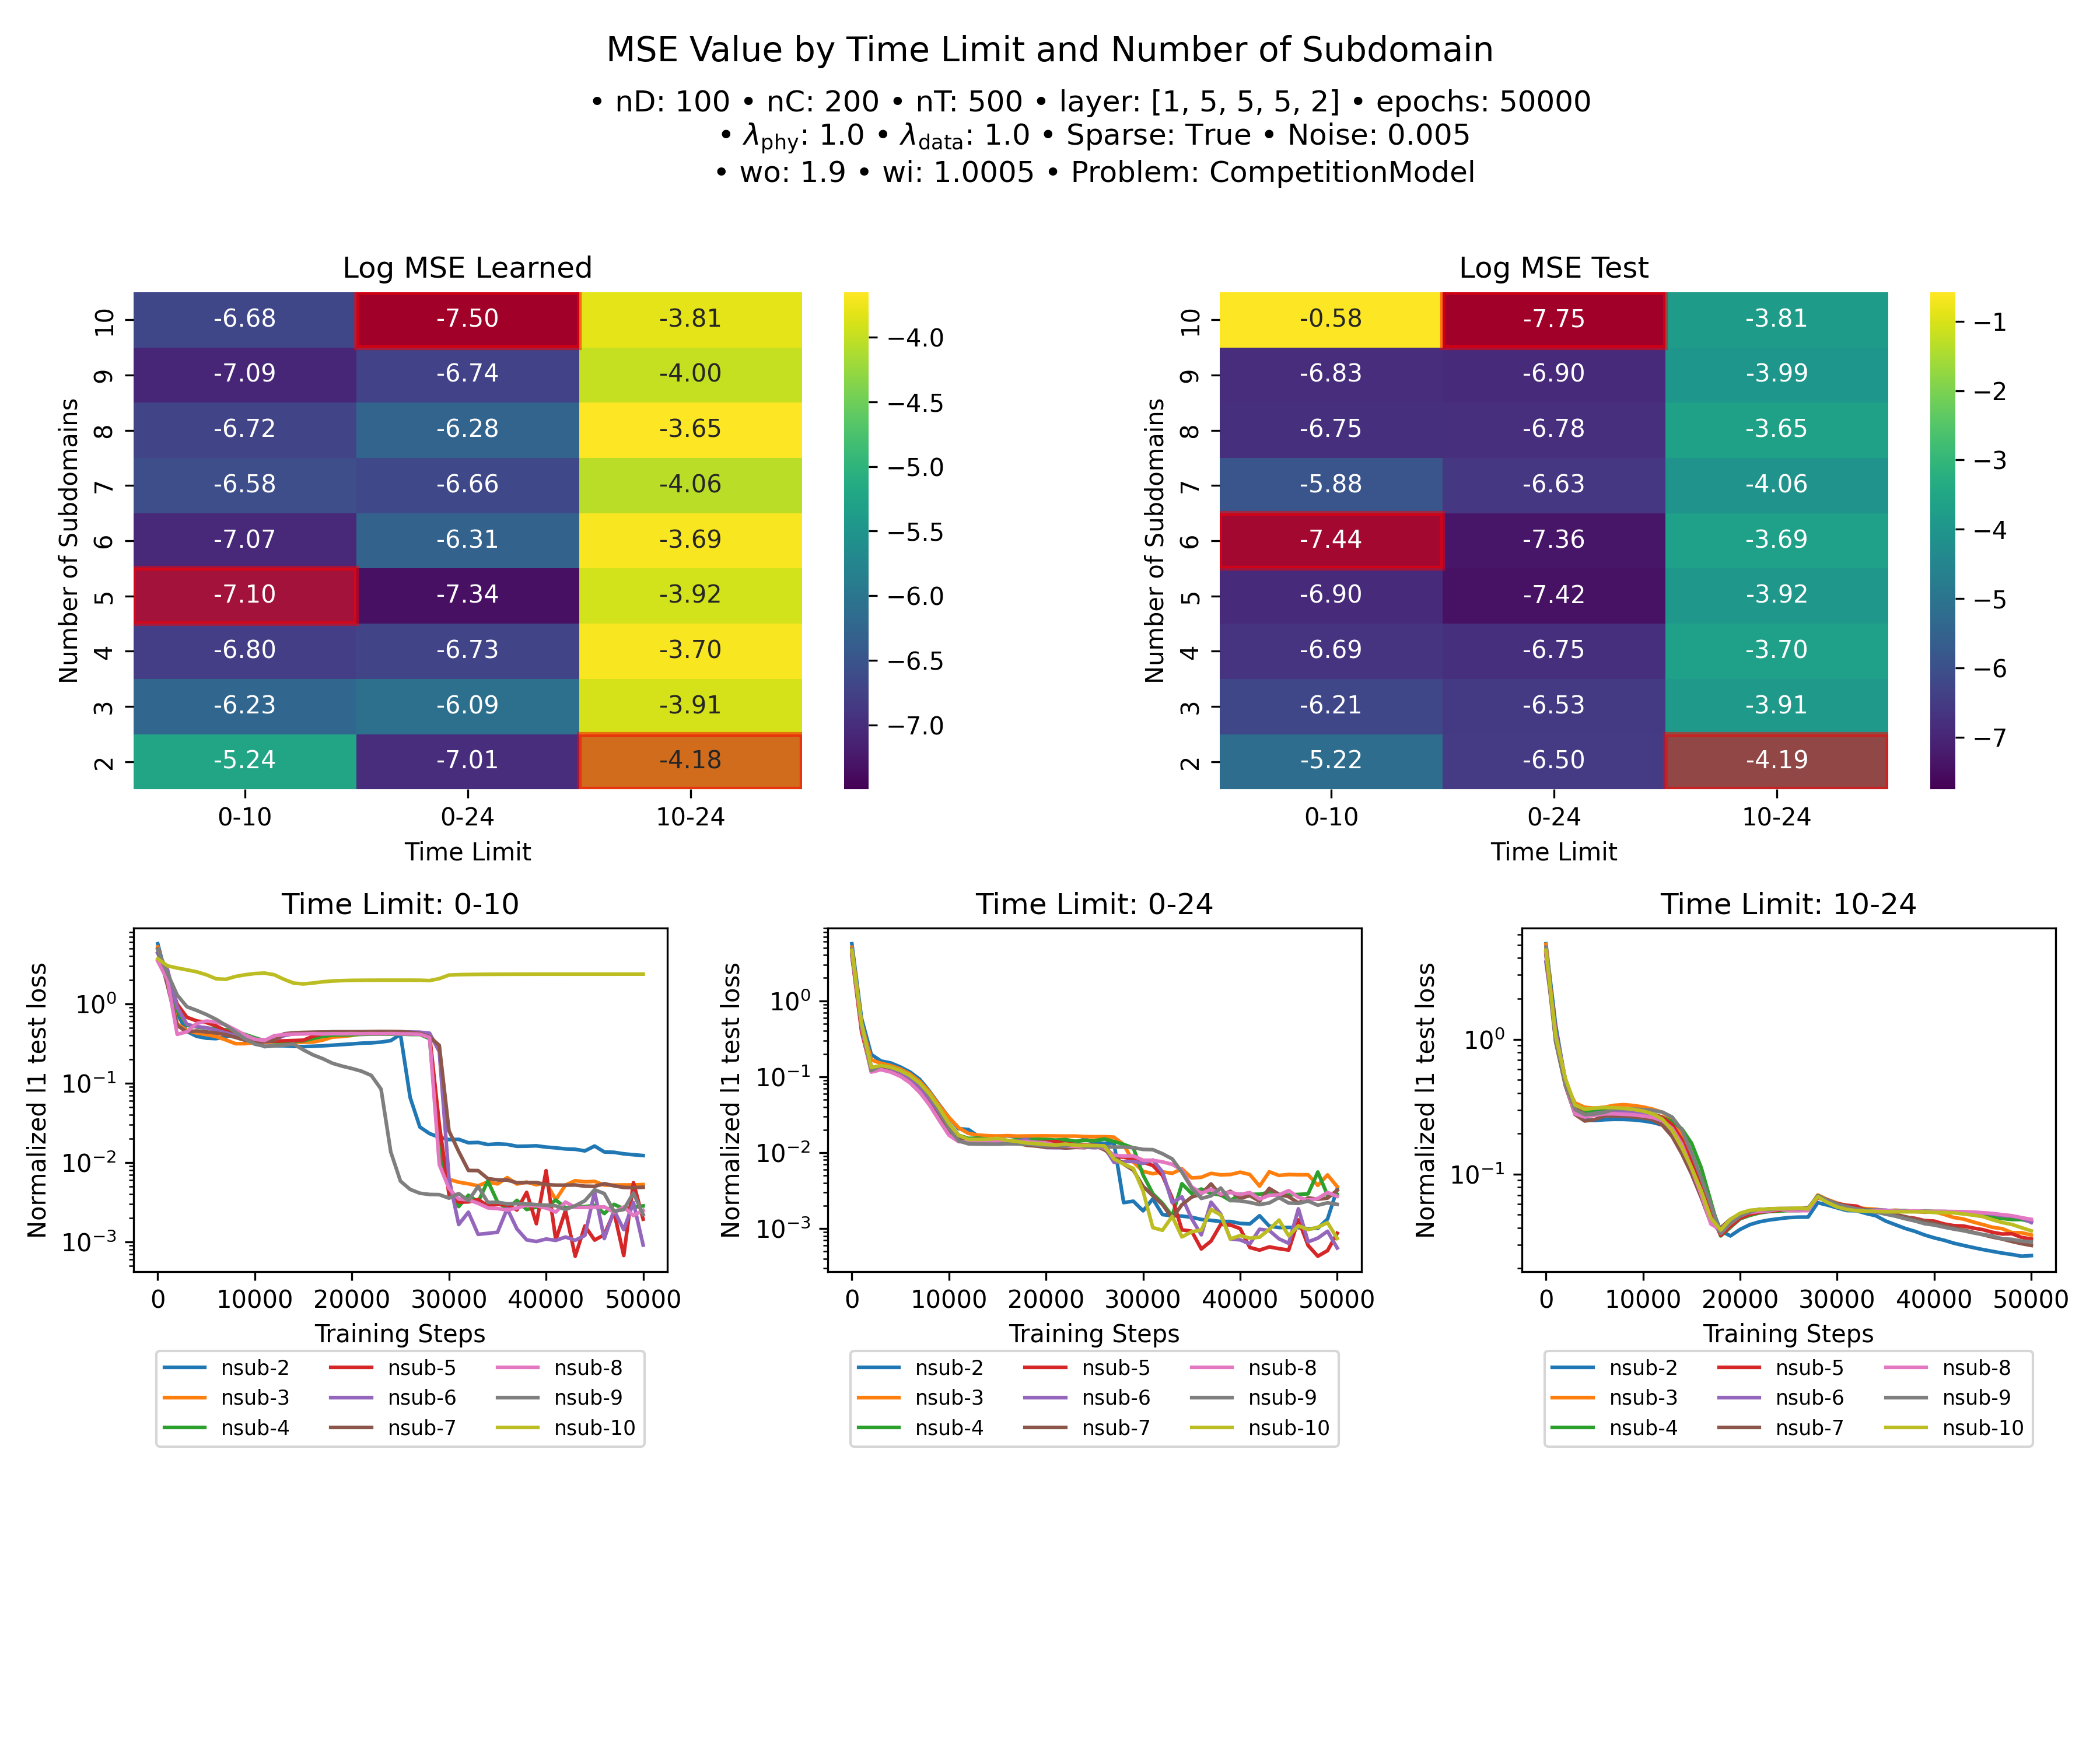 MSE Value by Time Limit and Number of Subdomain
• nD: 100 • nC: 200 • nT: 500 • layer: [1, 5, 5, 5, 2] • epochs: 50000
• λphy: 1.0 • λdata: 1.0 • Sparse: True • Noise: 0.005
• wo: 1.9 • wi: 1.0005 • Problem: CompetitionModel
Log MSE Learned
Number of Subdomains
10 -6.68 -7.50 -3.81
9 -7.09 -6.74 -4.00
8 -6.72 -6.28 -3.65
7 -6.58 -6.66 -4.06
6 -7.07 -6.31 -3.69
5 -7.10 -7.34 -3.92
4 -6.80 -6.73 -3.70
3 -6.23 -6.09 -3.91
2 -5.24 -7.01 -4.18
0-10 0-24 10-24
Time Limit
−4.0
−4.5
−5.0
−5.5
−6.0
−6.5
−7.0
Log MSE Test
Number of Subdomains
10 -0.58 -7.75 -3.81
9 -6.83 -6.90 -3.99
8 -6.75 -6.78 -3.65
7 -5.88 -6.63 -4.06
6 -7.44 -7.36 -3.69
5 -6.90 -7.42 -3.92
4 -6.69 -6.75 -3.70
3 -6.21 -6.53 -3.91
2 -5.22 -6.50 -4.19
0-10 0-24 10-24
Time Limit
−1
−2
−3
−4
−5
−6
−7
Time Limit: 0-10
Normalized l1 test loss
10⁰
10⁻¹
10⁻²
10⁻³
0 10000 20000 30000 40000 50000
Training Steps
nsub-2 nsub-5 nsub-8
nsub-3 nsub-6 nsub-9
nsub-4 nsub-7 nsub-10
Time Limit: 0-24
Normalized l1 test loss
10⁰
10⁻¹
10⁻²
10⁻³
0 10000 20000 30000 40000 50000
Training Steps
nsub-2 nsub-5 nsub-8
nsub-3 nsub-6 nsub-9
nsub-4 nsub-7 nsub-10
Time Limit: 10-24
Normalized l1 test loss
10⁰
10⁻¹
0 10000 20000 30000 40000 50000
Training Steps
nsub-2 nsub-5 nsub-8
nsub-3 nsub-6 nsub-9
nsub-4 nsub-7 nsub-10